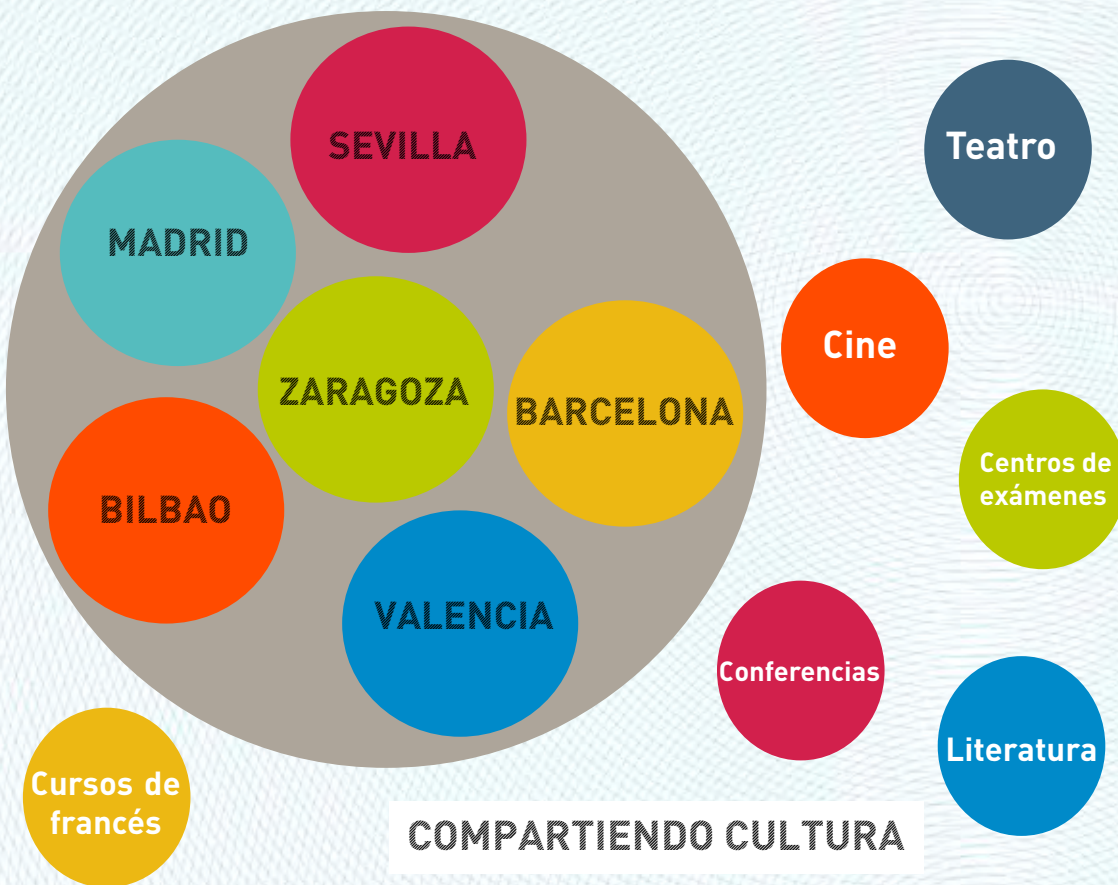 SEVILLA
MADRID
ZARAGOZA
BARCELONA
BILBAO
VALENCIA
Teatro
Cine
Centros de
exámenes
Conferencias
Literatura
Cursos de
francés
COMPARTIENDO CULTURA